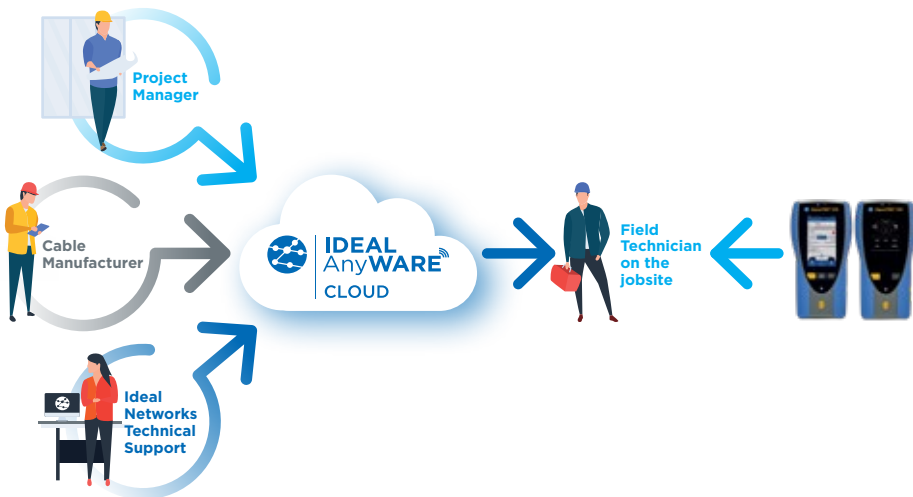 Project
Manager
Cable
Manufacturer
Ideal
Networks
Technical
Support
IDEAL
AnyWARE
CLOUD
Field
Technician
on the
jobsite